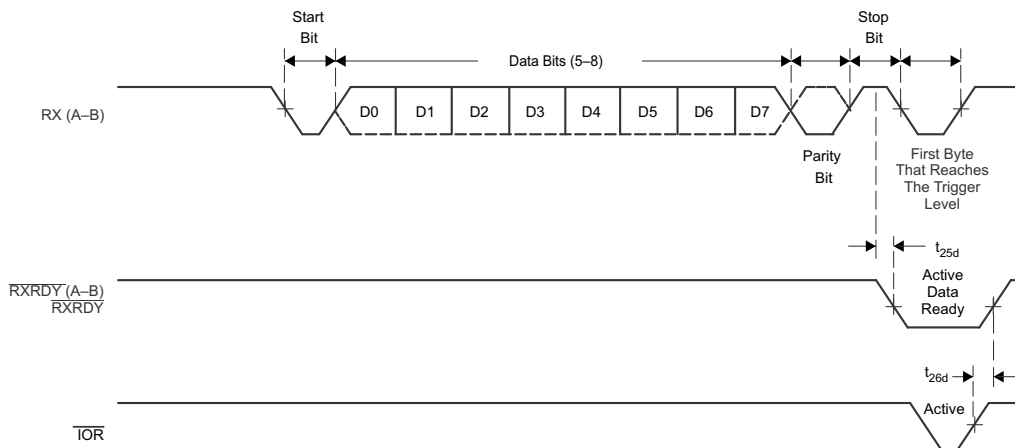 Start
Bit
Stop
Bit
Data Bits (5–8)
RX (A–B)
D0 D1 D2 D3 D4 D5 D6 D7
Parity
Bit
First Byte
That Reaches
The Trigger
Level
t25d
RXRDY (A–B)
RXRDY
Active
Data
Ready
t26d
Active
IOR